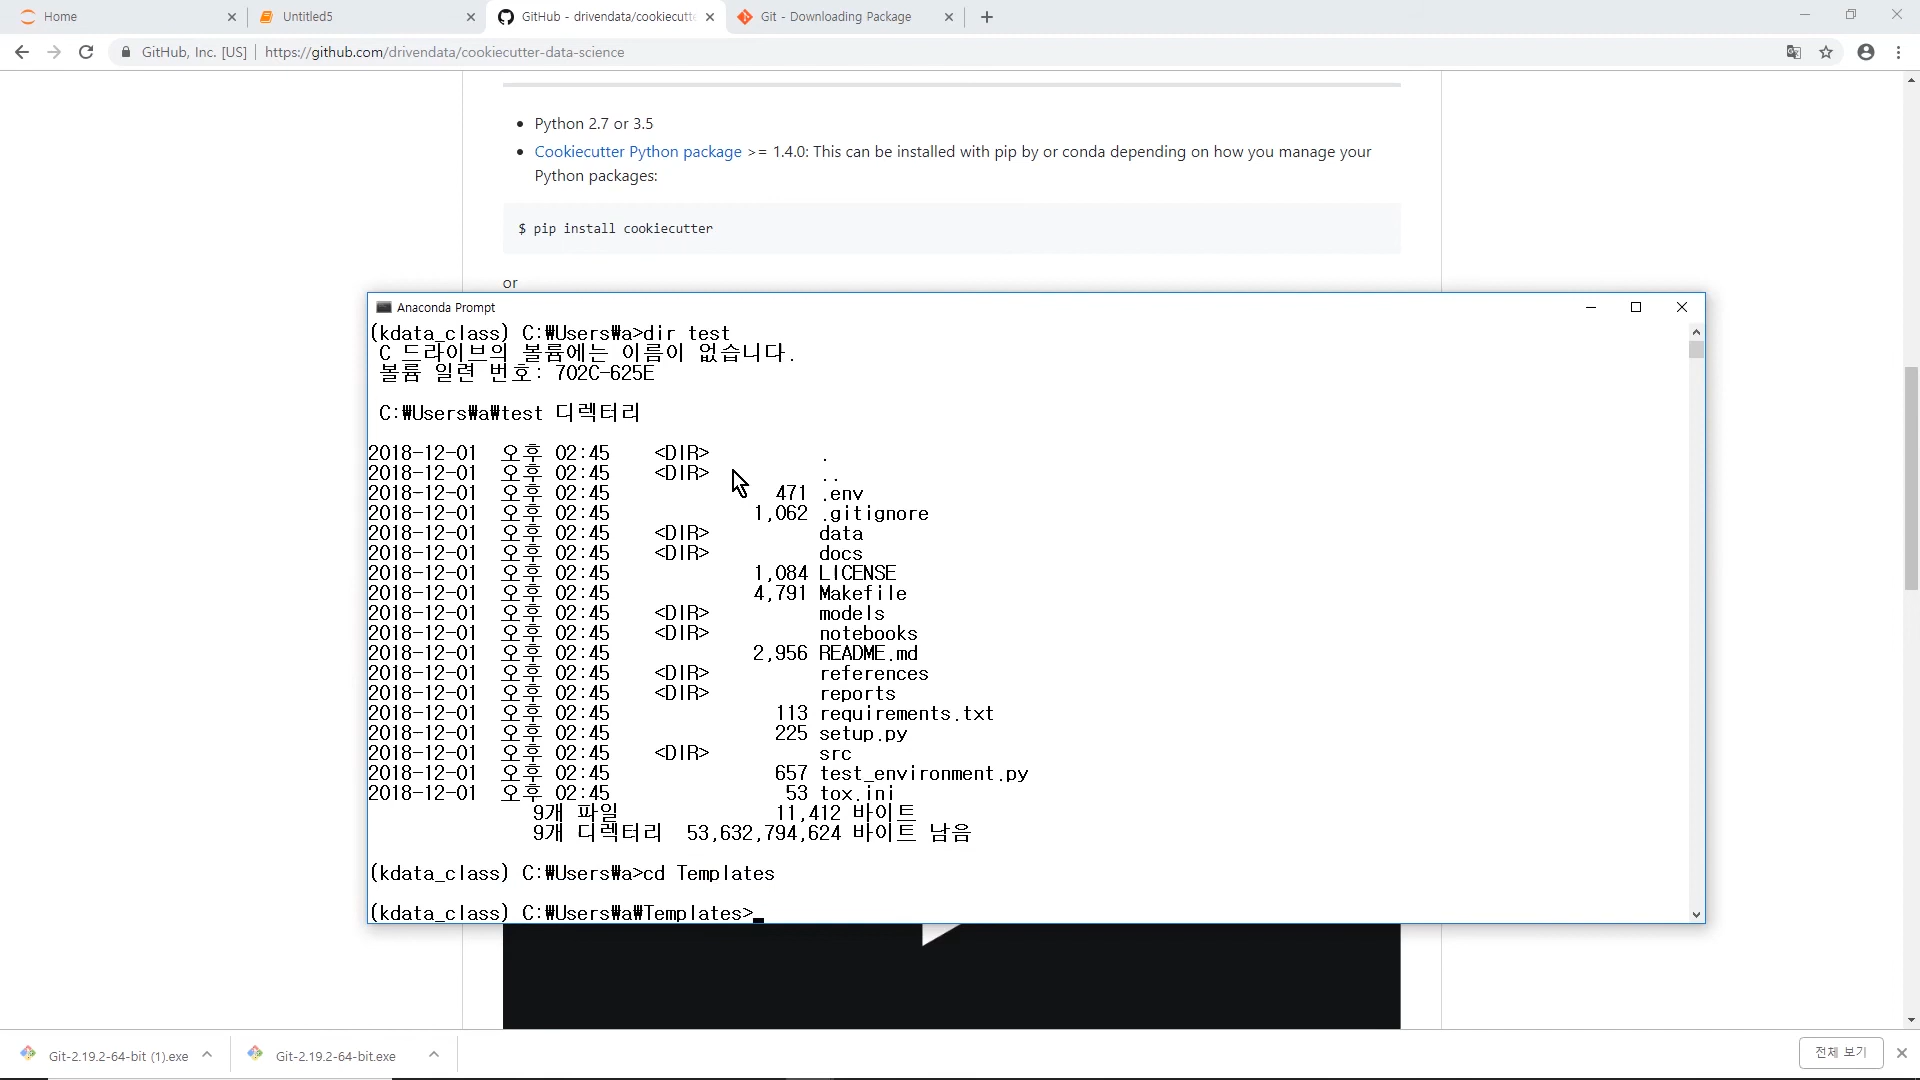 Home
Untitled5
GitHub - drivendata/cookiecutte
Git - Downloading Package
GitHub, Inc. [US] | https://github.com/drivendata/cookiecutter-data-science
Python 2.7 or 3.5
Cookiecutter Python package >= 1.4.0: This can be installed with pip by or conda depending on how you manage your
Python packages:
$ pip install cookiecutter
or
Anaconda Prompt
(kdata_class) C:₩Users₩a>dir test
C 드라이브의 볼륨에는 이름이 없습니다.
볼륨 일련 번호: 702C-625E
C:₩Users₩a₩test 디렉터리
2018-12-01 오후 02:45 <DIR> .
2018-12-01 오후 02:45 <DIR> ..
2018-12-01 오후 02:45 471 .env
2018-12-01 오후 02:45 1,062 .gitignore
2018-12-01 오후 02:45 <DIR> data
2018-12-01 오후 02:45 <DIR> docs
2018-12-01 오후 02:45 1,084 LICENSE
2018-12-01 오후 02:45 4,791 Makefile
2018-12-01 오후 02:45 <DIR> models
2018-12-01 오후 02:45 <DIR> notebooks
2018-12-01 오후 02:45 2,956 README.md
2018-12-01 오후 02:45 <DIR> references
2018-12-01 오후 02:45 <DIR> reports
2018-12-01 오후 02:45 113 requirements.txt
2018-12-01 오후 02:45 225 setup.py
2018-12-01 오후 02:45 <DIR> src
2018-12-01 오후 02:45 657 test_environment.py
2018-12-01 오후 02:45 53 tox.ini
9개 파일 11,412 바이트
9개 디렉터리 53,632,794,624 바이트 남음
(kdata_class) C:₩Users₩a>cd Templates
(kdata_class) C:₩Users₩a₩Templates>
Git-2.19.2-64-bit (1).exe
Git-2.19.2-64-bit.exe
전체 보기